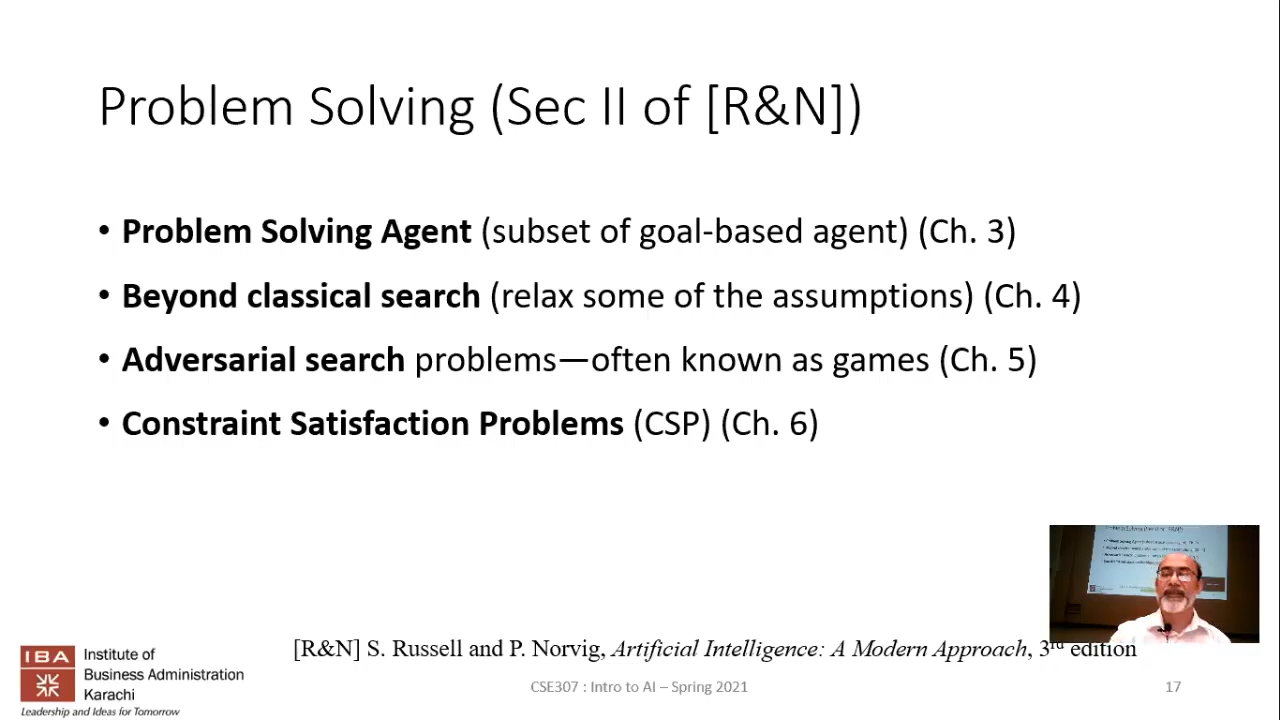 Problem Solving (Sec II of [R&N])
• Problem Solving Agent (subset of goal-based agent) (Ch. 3)
• Beyond classical search (relax some of the assumptions) (Ch. 4)
• Adversarial search problems—often known as games (Ch. 5)
• Constraint Satisfaction Problems (CSP) (Ch. 6)
[R&N] S. Russell and P. Norvig, Artificial Intelligence: A Modern Approach, 3rd edition
IBA
Institute of
Business Administration
Karachi
Leadership and Ideas for Tomorrow
CSE307 : Intro to AI – Spring 2021
17